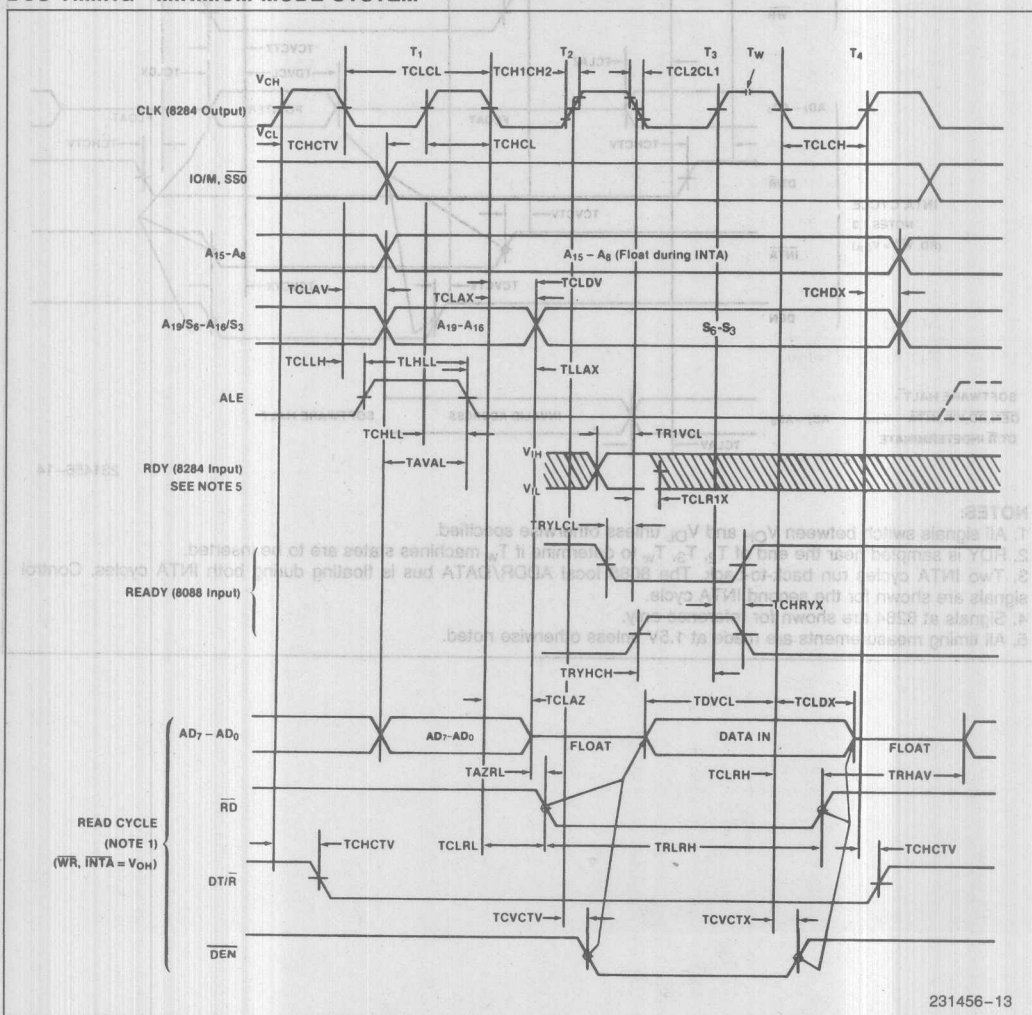 BUS TIMING—MINIMUM MODE SYSTEM
T1 T2 T3 TW T4
VCH
TCLCL TCH1CH2 TCL2CL1
CLK (8284 Output)
VCL
TCHCTV TCHCL TCLCH
IO/M, SS0
A15-A8
A15 – A8 (Float during INTA)
TCLAV TCLAX TCLDV TCHDX
A19/S6-A16/S3
A19-A16 S6-S3
TCLLH TLHLL TLLAX
ALE
TCHLL TR1VCL
TAVAL
RDY (8284 Input)
SEE NOTE 5
VIH
VIL
TCLR1X
TRYLCL
READY (8088 Input)
TCHRYX
TRYHCH
TCLAZ TDVCL TCLDX
AD7 – AD0
AD7-AD0 FLOAT DATA IN FLOAT
TAZRL TCLRH TRHAV
RD
READ CYCLE
(NOTE 1)
(WR, INTA = VOH)
TCHCTV TCLRL TRLRH TCHCTV
DT/R
TCVCTV TCVCTX
DEN
231456–13
NOTES:
1. All signals switch between VOH and VOL unless otherwise specified.
2. RDY is sampled near the end of T2, T3, Tw to determine if Tw machines states are to be inserted.
3. Two INTA cycles run back-to-back. The 8088 local ADDR/DATA bus is floating during both INTA cycles. Control
signals are shown for the second INTA cycle.
4. Signals at 8284 are shown for reference only.
5. All timing measurements are made at 1.5V unless otherwise noted.
231456–14